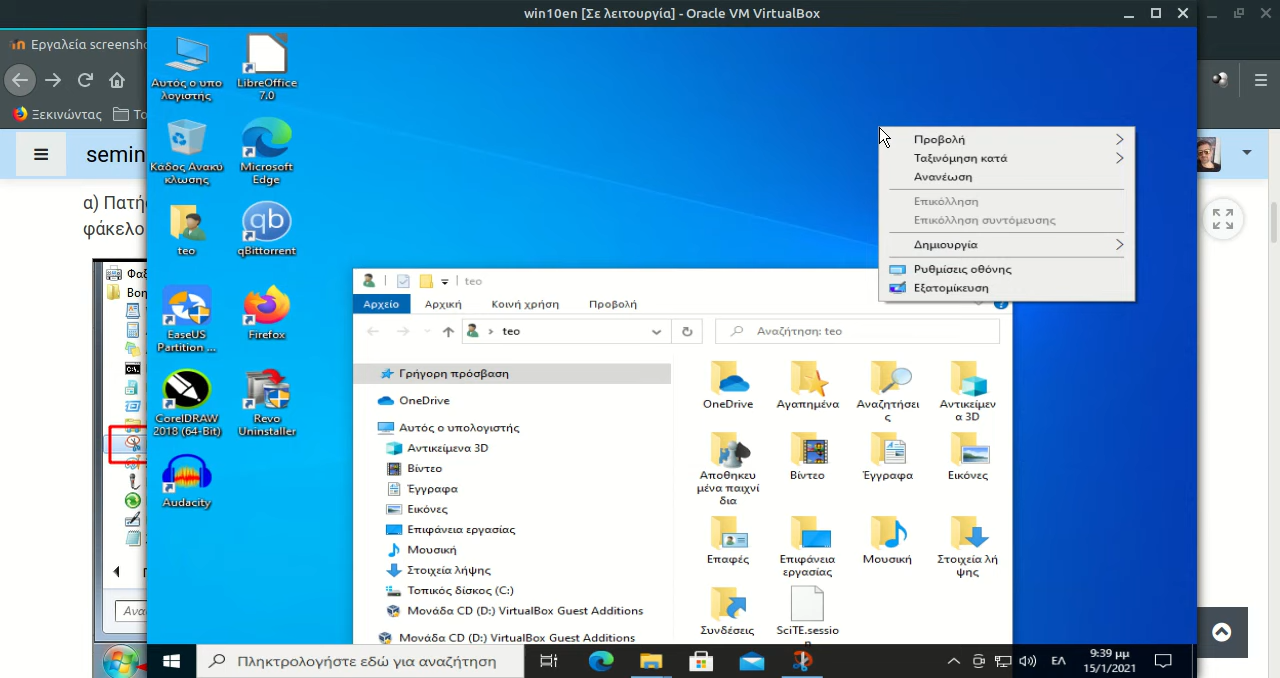 win10en [Σε λειτουργία] - Oracle VM VirtualBox
Εργαλεία screensho
Ξεκινώντας
semin
α) Πατή
φάκελο
Αυτός ο υπο
λογιστής
LibreOffice
7.0
Κάδος Ανακύ
κλωσης
Microsoft
Edge
teo
qBittorrent
EaseUS
Partition ...
Firefox
CorelDRAW
2018 (64-Bit)
Revo
Uninstaller
Audacity
Προβολή
Ταξινόμηση κατά
Ανανέωση
Επικόλληση
Επικόλληση συντόμευσης
Δημιουργία
Ρυθμίσεις οθόνης
Εξατομίκευση
teo
Αρχείο
Αρχική
Κοινή χρήση
Προβολή
teo
Αναζήτηση: teo
Γρήγορη πρόσβαση
OneDrive
Αυτός ο υπολογιστής
Αντικείμενα 3D
Βίντεο
Έγγραφα
Εικόνες
Επιφάνεια εργασίας
Μουσική
Στοιχεία λήψης
Τοπικός δίσκος (C:)
Μονάδα CD (D:) VirtualBox Guest Additions
Μονάδα CD (D:) VirtualBox Guest Additions
OneDrive
Αγαπημένα
Αναζητήσει
ς
Αντικείμεν
α 3D
Αποθηκευ
μένα παιχνί
δια
Βίντεο
Έγγραφα
Εικόνες
Επαφές
Επιφάνεια
εργασίας
Μουσική
Στοιχεία λή
ψης
Συνδέσεις
SciTE.sessio
n
Πληκτρολογήστε εδώ για αναζήτηση
ΕΛ
9:39 μμ
15/1/2021